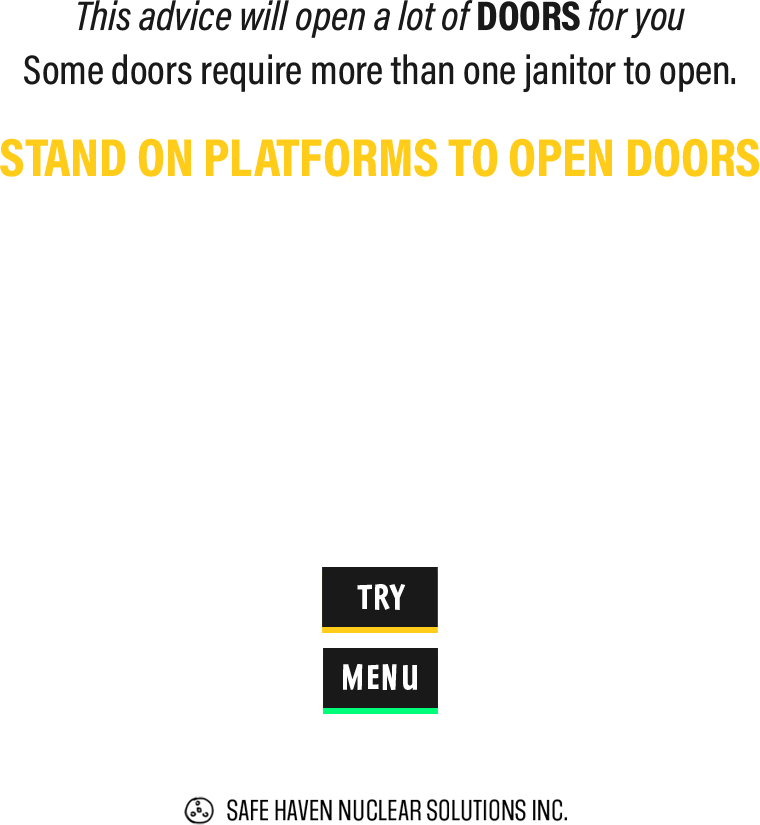 This advice will open a lot of DOORS for you
Some doors require more than one janitor to open.
STAND ON PLATFORMS TO OPEN DOORS
TRY
MENU
SAFE HAVEN NUCLEAR SOLUTIONS INC.